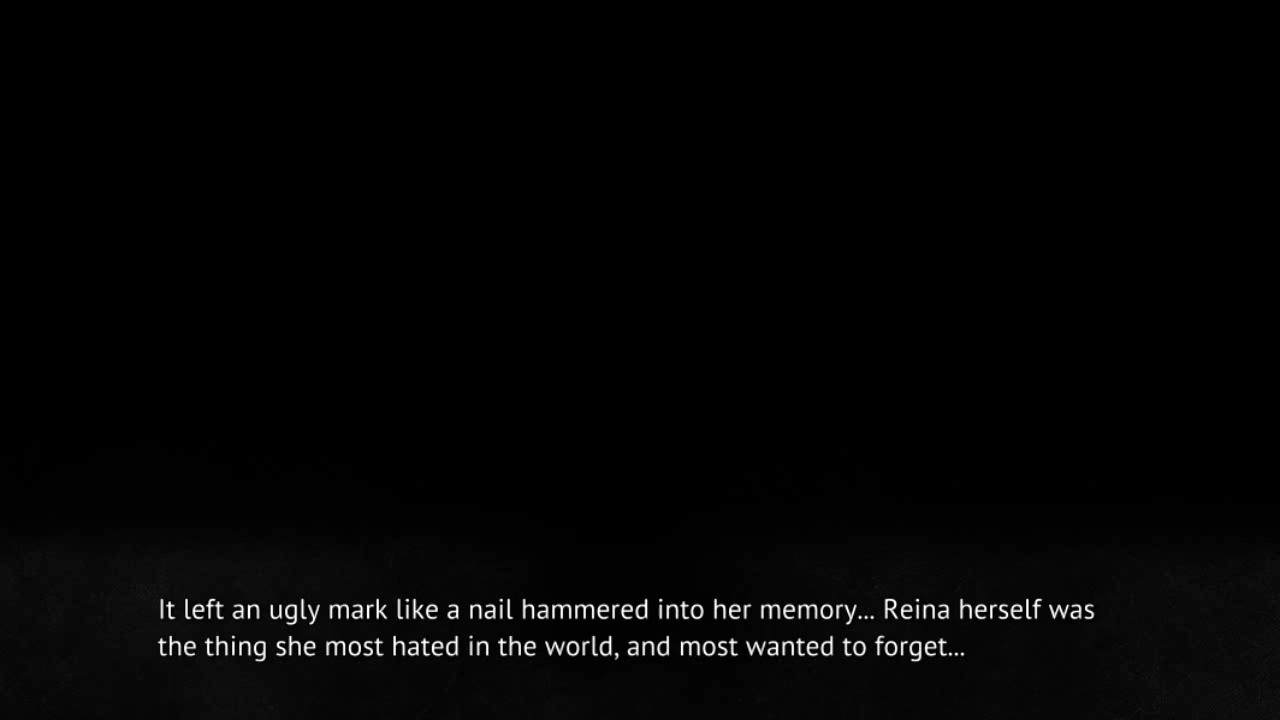 It left an ugly mark like a nail hammered into her memory... Reina herself was
the thing she most hated in the world, and most wanted to forget...